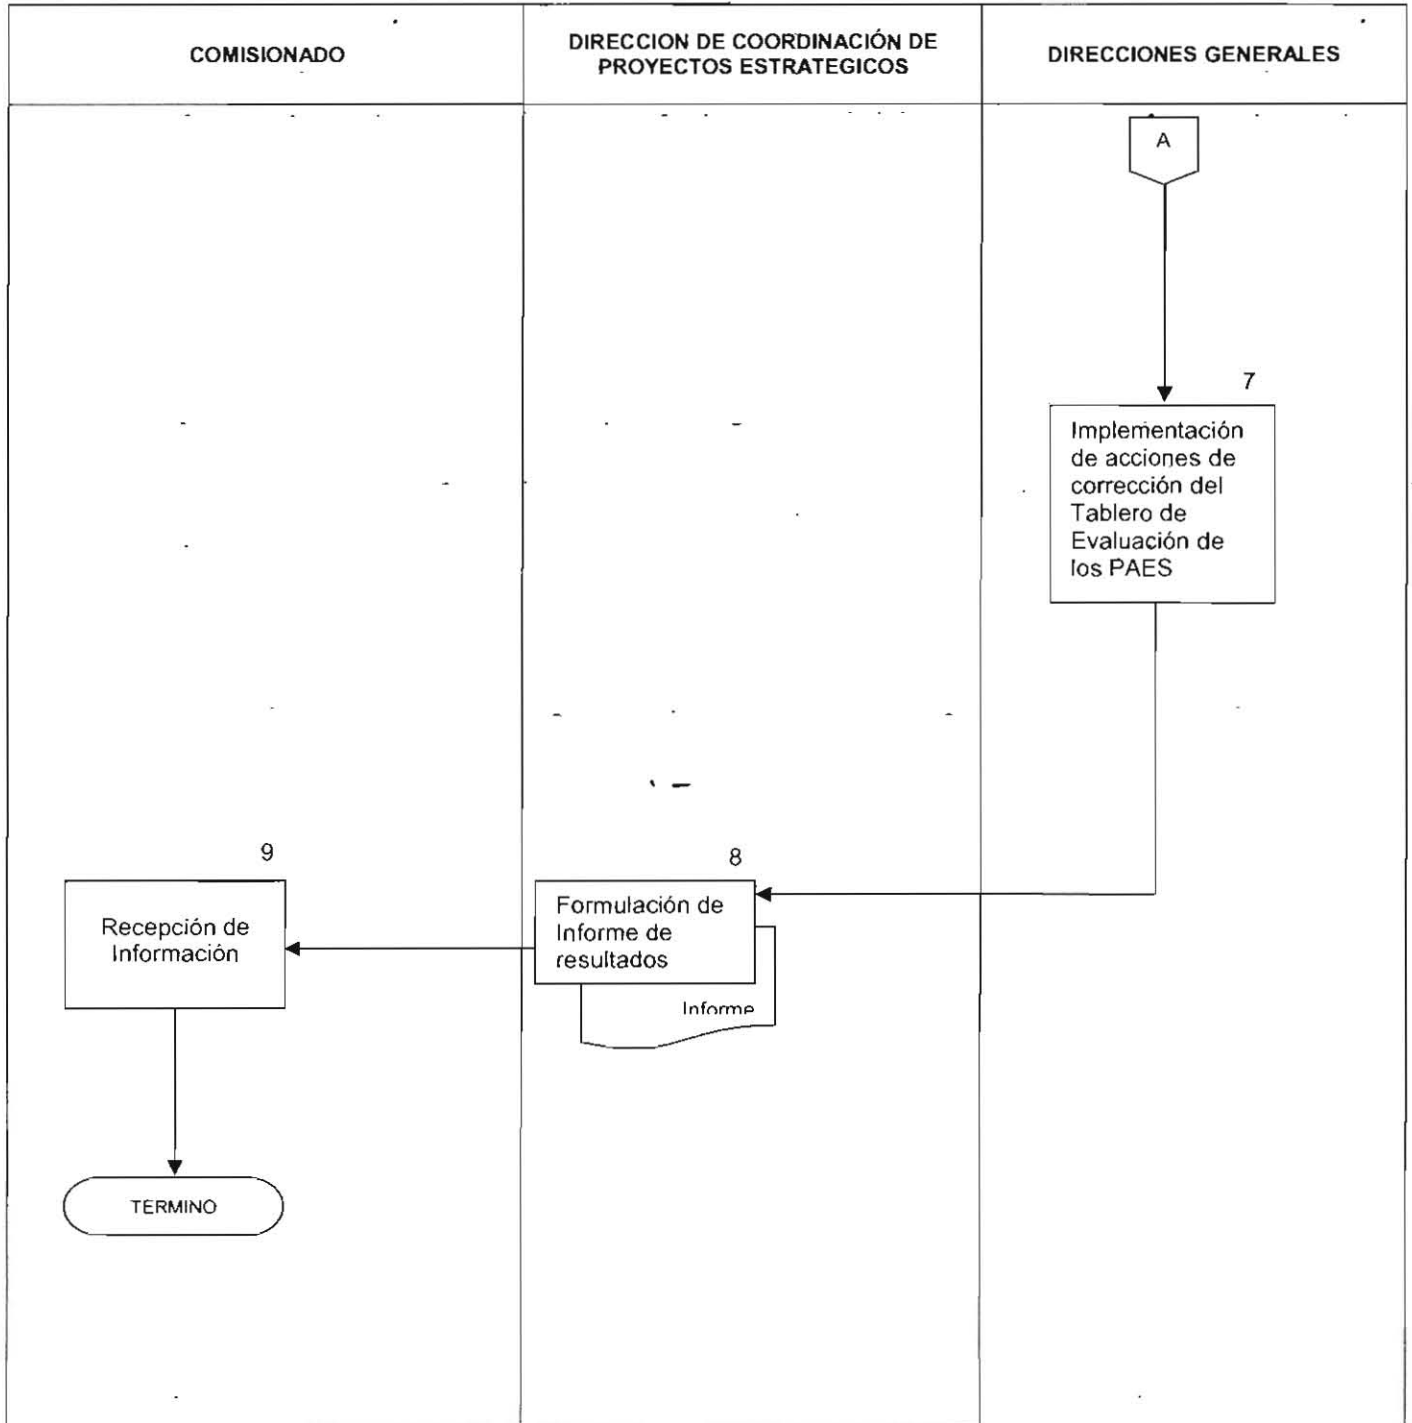 COMISIONADO
DIRECCION DE COORDINACIÓN DE
PROYECTOS ESTRATEGICOS
DIRECCIONES GENERALES
A
7
Implementación
de acciones de
corrección del
Tablero de
Evaluación de
los PAES
9
Recepción de
Información
8
Formulación de
Informe de
resultados
Informe
TERMINO